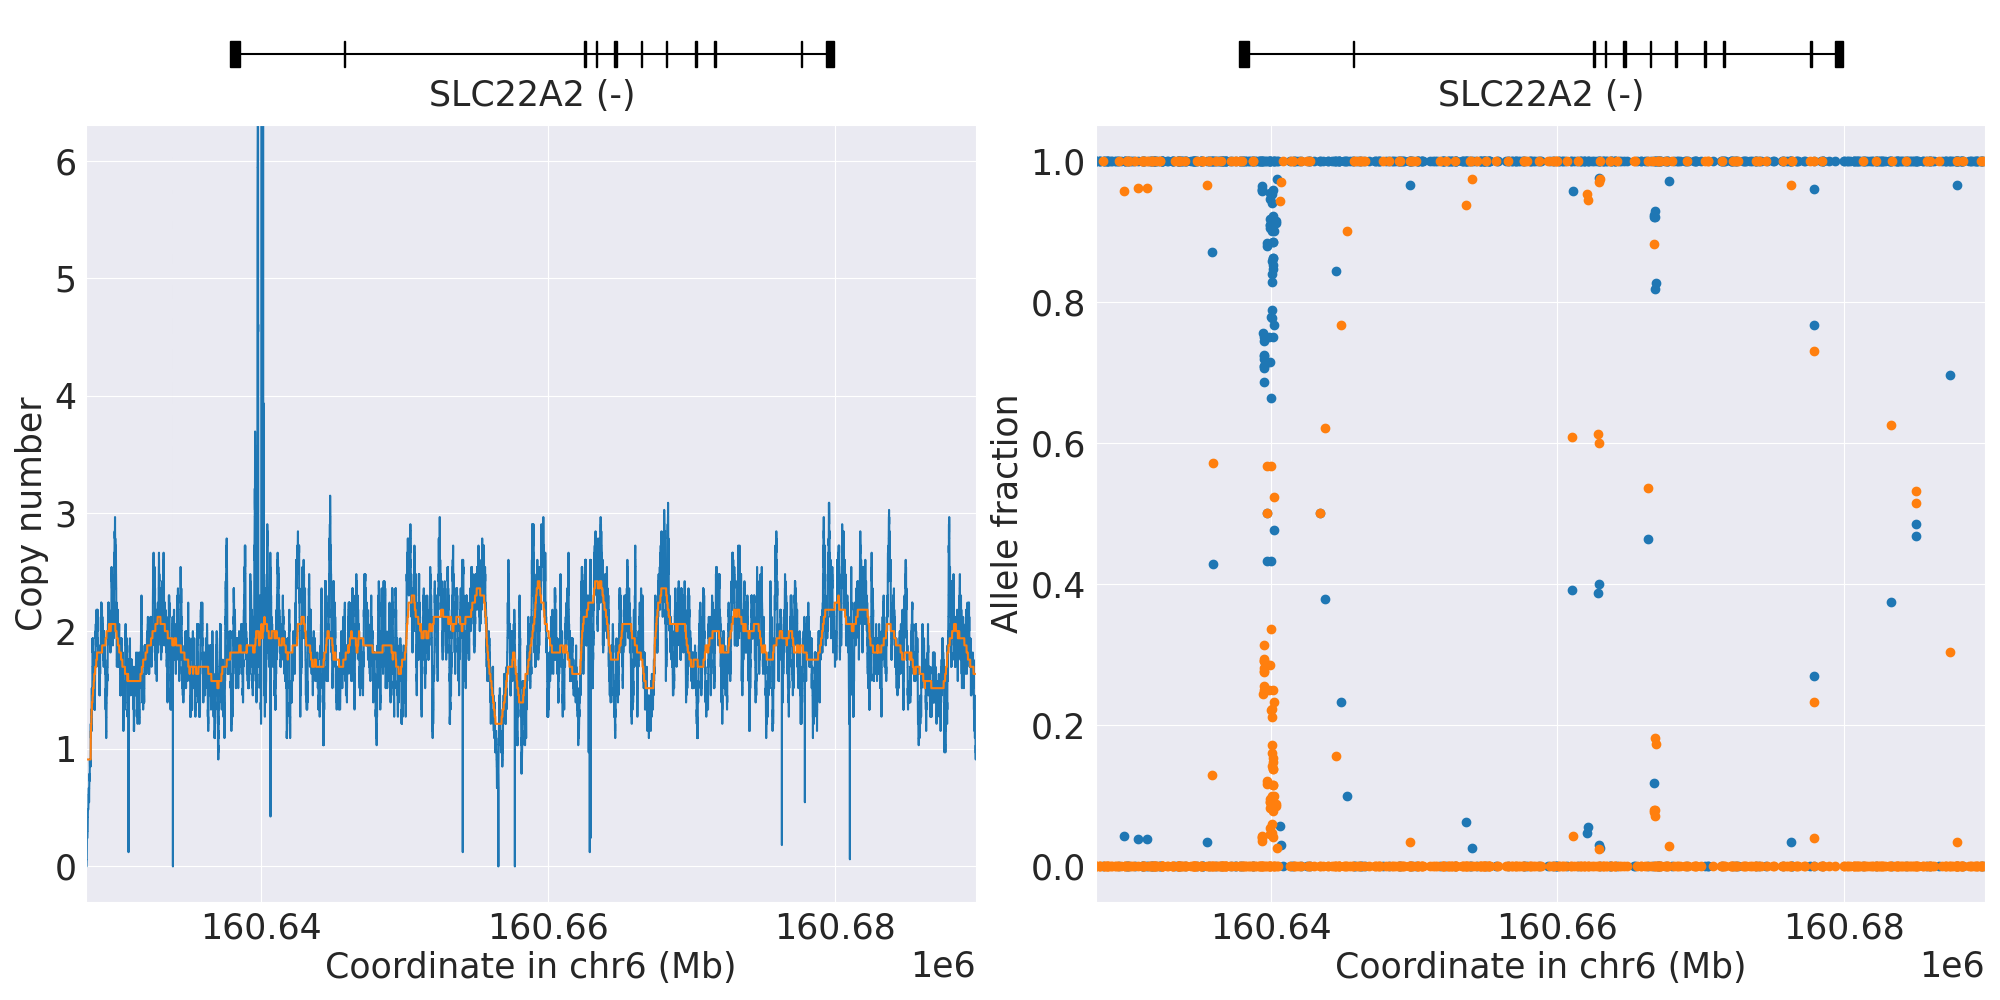 SLC22A2 (-)
6
5
4
3
2
1
0
Copy number
160.64 160.66 160.68
Coordinate in chr6 (Mb) 1e6
SLC22A2 (-)
1.0
0.8
0.6
0.4
0.2
0.0
Allele fraction
160.64 160.66 160.68
Coordinate in chr6 (Mb) 1e6